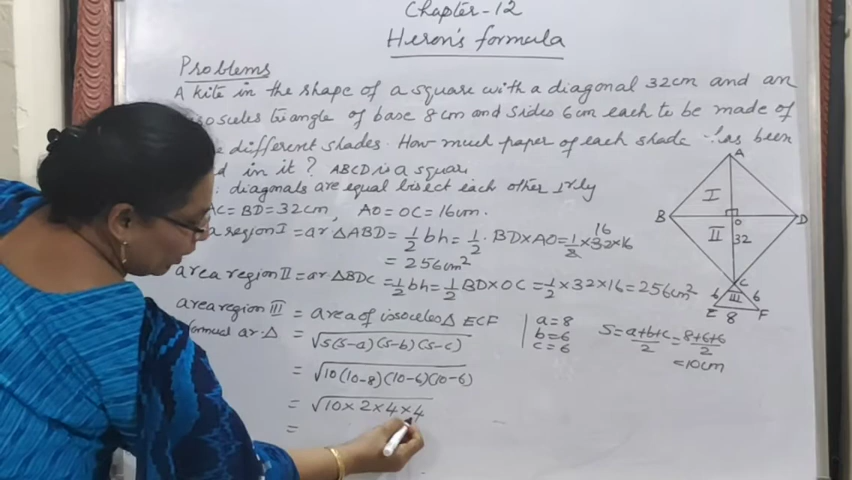 Chapter-12
Heron's formula
Problems
A kite in the shape of a square with a diagonal 32cm and an
isosceles triangle of base 8cm and sides 6cm each to be made of
different shades. How much paper of each shade has been
in it? ABCD is a square
diagonals are equal bisect each other
AC=BD=32cm, AO=OC=16cm.
region I = ar ΔABD = 1/2 bh = 1/2 . BD×AO = 1/2 × 32 × 16
16
= 256cm²
area region II = ar. ΔBDC = 1/2 bh = 1/2 BD×OC = 1/2 × 32 × 16 = 256cm²
area region III = area of isosceles Δ ECF
ar. Δ = √s(s-a)(s-b)(s-c)
= √10(10-8)(10-6)(10-6)
= √10×2×4×4
=
a=8
b=6
c=6
S = a+b+c/2 = 8+6+6/2
=10cm
A
I
B
O
D
II
32
C
6
III
6
E
F
8